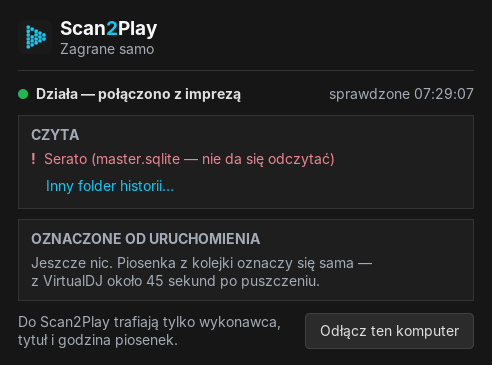 Scan2Play
Zagrane samo
Działa — połączono z imprezą
sprawdzone 07:29:07
CZYTA
! Serato (master.sqlite — nie da się odczytać)
Inny folder historii...
OZNACZONE OD URUCHOMIENIA
Jeszcze nic. Piosenka z kolejki oznaczy się sama —
z VirtualDJ około 45 sekund po puszczeniu.
Do Scan2Play trafiają tylko wykonawca,
tytuł i godzina piosenek.
Odłącz ten komputer